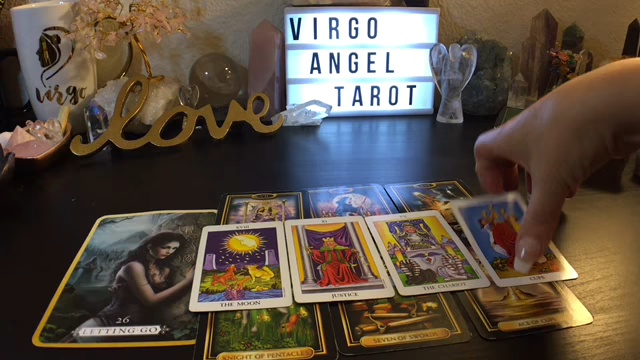 VIRGO
ANGEL
TAROT
virgo
love
XVIII
THE MOON
JUSTICE
THE CHARIOT
26
LETTING GO
KNIGHT OF PENTACLES
SEVEN OF SWORDS
ACE OF